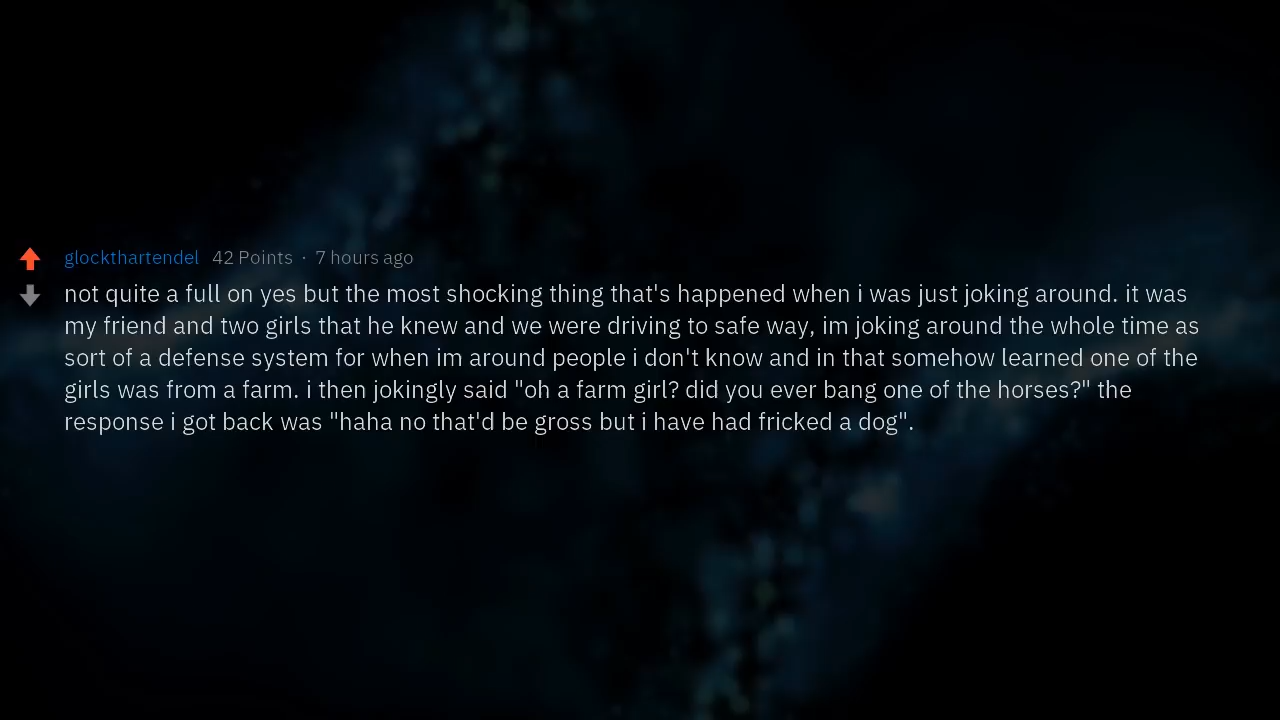 glockthartendel 42 Points · 7 hours ago
not quite a full on yes but the most shocking thing that's happened when i was just joking around. it was
my friend and two girls that he knew and we were driving to safe way, im joking around the whole time as
sort of a defense system for when im around people i don't know and in that somehow learned one of the
girls was from a farm. i then jokingly said "oh a farm girl? did you ever bang one of the horses?" the
response i got back was "haha no that'd be gross but i have had fricked a dog".